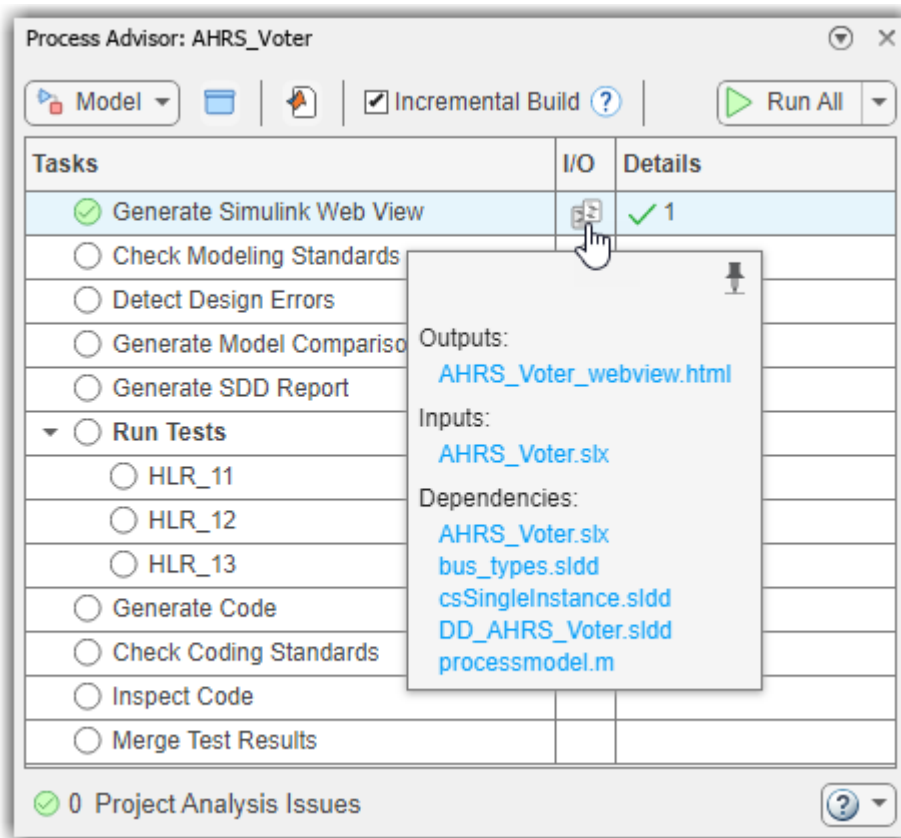 Process Advisor: AHRS_Voter
Model
Incremental Build ?
Run All
Tasks I/O Details
Generate Simulink Web View 1
Check Modeling Standards
Detect Design Errors
Generate Model Compariso
Generate SDD Report
Run Tests
HLR_11
HLR_12
HLR_13
Generate Code
Check Coding Standards
Inspect Code
Merge Test Results
Outputs:
AHRS_Voter_webview.html
Inputs:
AHRS_Voter.slx
Dependencies:
AHRS_Voter.slx
bus_types.sldd
csSingleInstance.sldd
DD_AHRS_Voter.sldd
processmodel.m
0 Project Analysis Issues ?